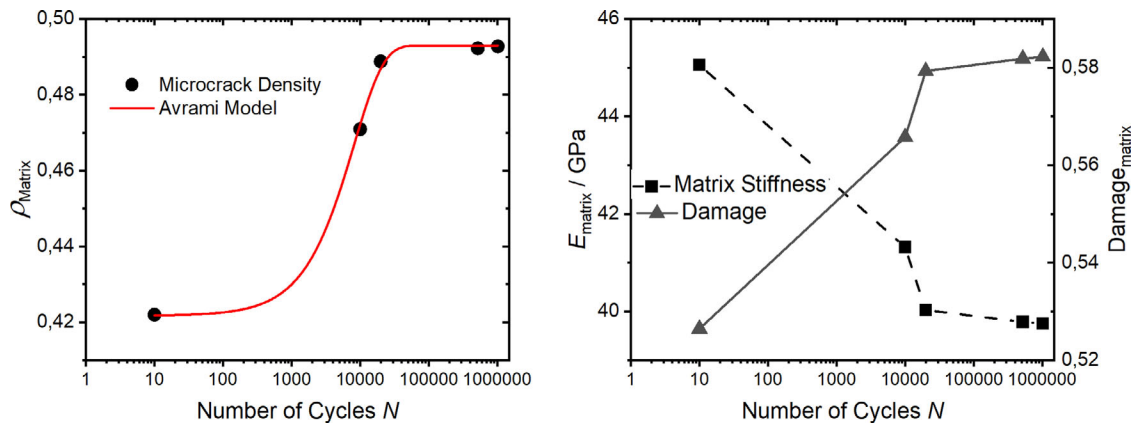 0,50
0,48
0,46
0,44
0,42
ρMatrix
Microcrack Density
Avrami Model
1 10 100 1000 10000 100000 1000000
Number of Cycles N
46
44
42
40
Ematrix / GPa
Matrix Stiffness
Damage
0,58
0,56
0,54
0,52
Damagematrix
1 10 100 1000 10000 100000 1000000
Number of Cycles N